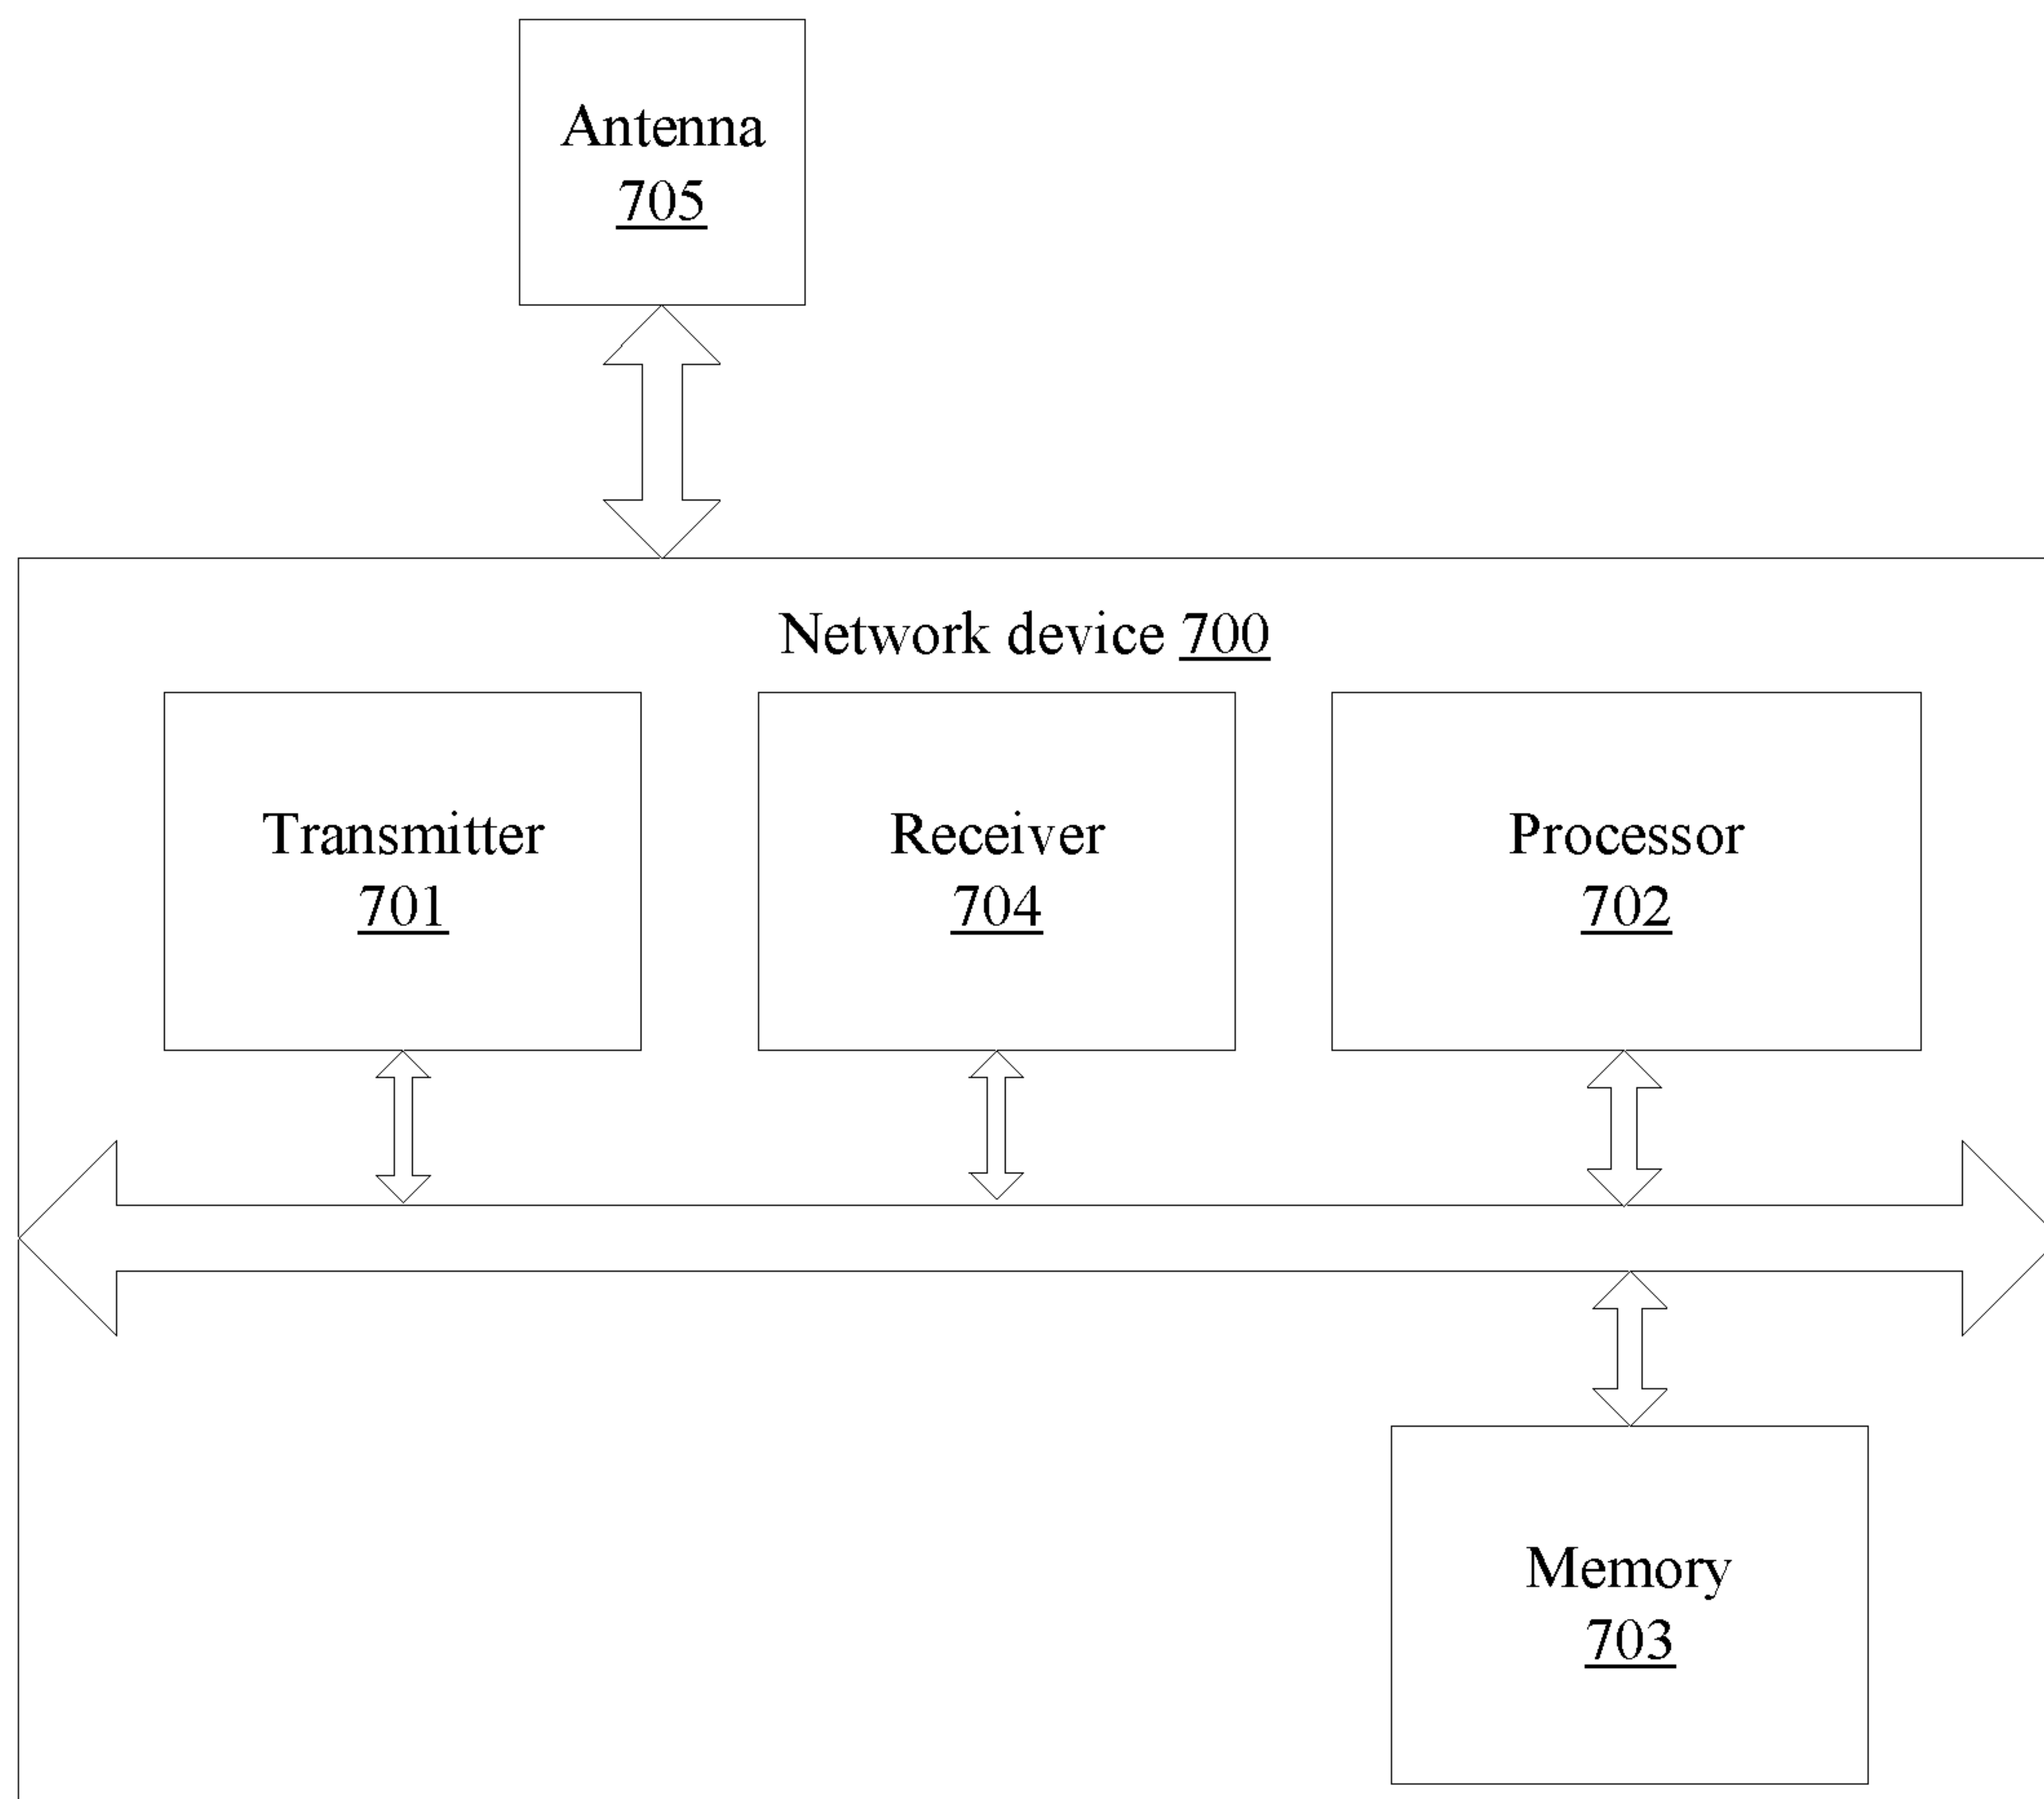 Antenna
705
Network device 700
Transmitter
701
Receiver
704
Processor
702
Memory
703